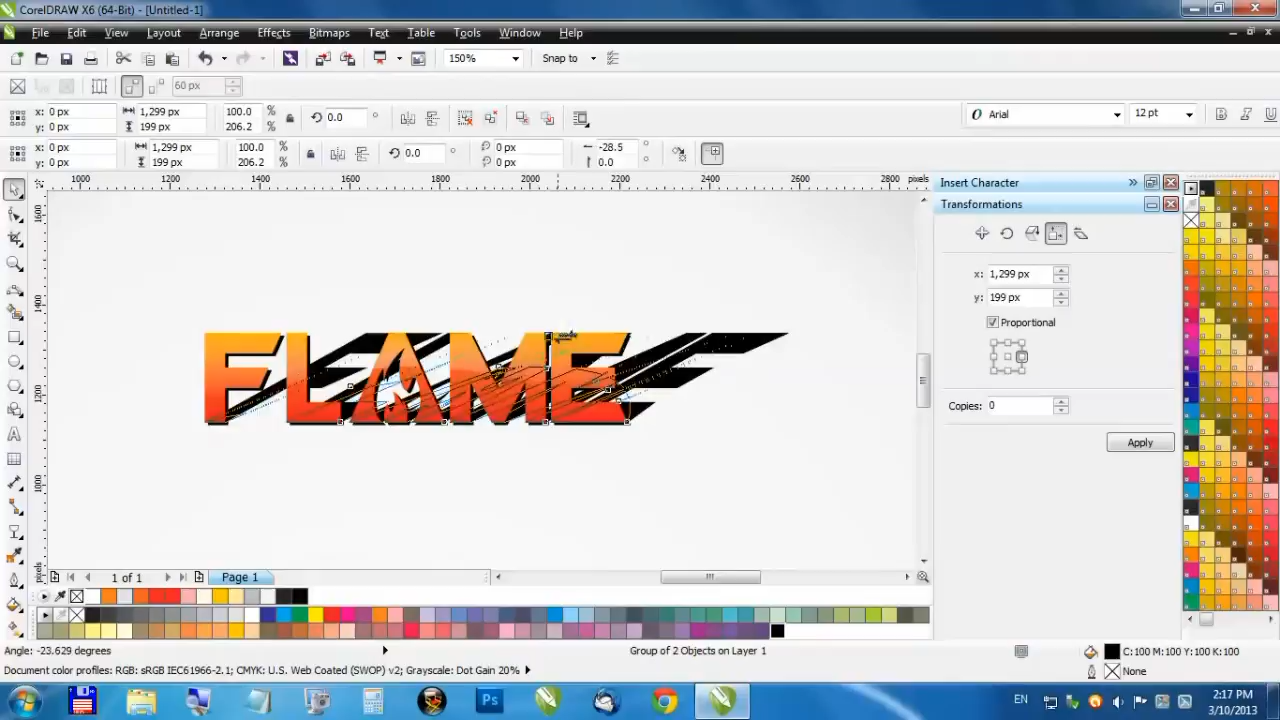 CorelDRAW X6 (64-Bit) - [Untitled-1]
File Edit View Layout Arrange Effects Bitmaps Text Table Tools Window Help
150% Snap to
60 px
x: 0 px 1,299 px 100.0 % 0.0 ° Arial 12 pt
y: 0 px 199 px 206.2 %
x: 0 px 1,299 px 100.0 % 0.0 ° 0 px -28.5 °
y: 0 px 199 px 206.2 % 0 px 0.0 °
1000 1200 1400 1600 1800 2000 2200 2400 2600 2800 pixels
1600
1400
1200
1000
pixels
Insert Character
Transformations
x: 1,299 px
y: 199 px
Proportional
Copies: 0
Apply
FLAME
1 of 1 Page 1
Angle: -23.629 degrees Group of 2 Objects on Layer 1 C:100 M:100 Y:100 K:100
Document color profiles: RGB: sRGB IEC61966-2.1; CMYK: U.S. Web Coated (SWOP) v2; Grayscale: Dot Gain 20% None
Ps EN 2:17 PM
3/10/2013